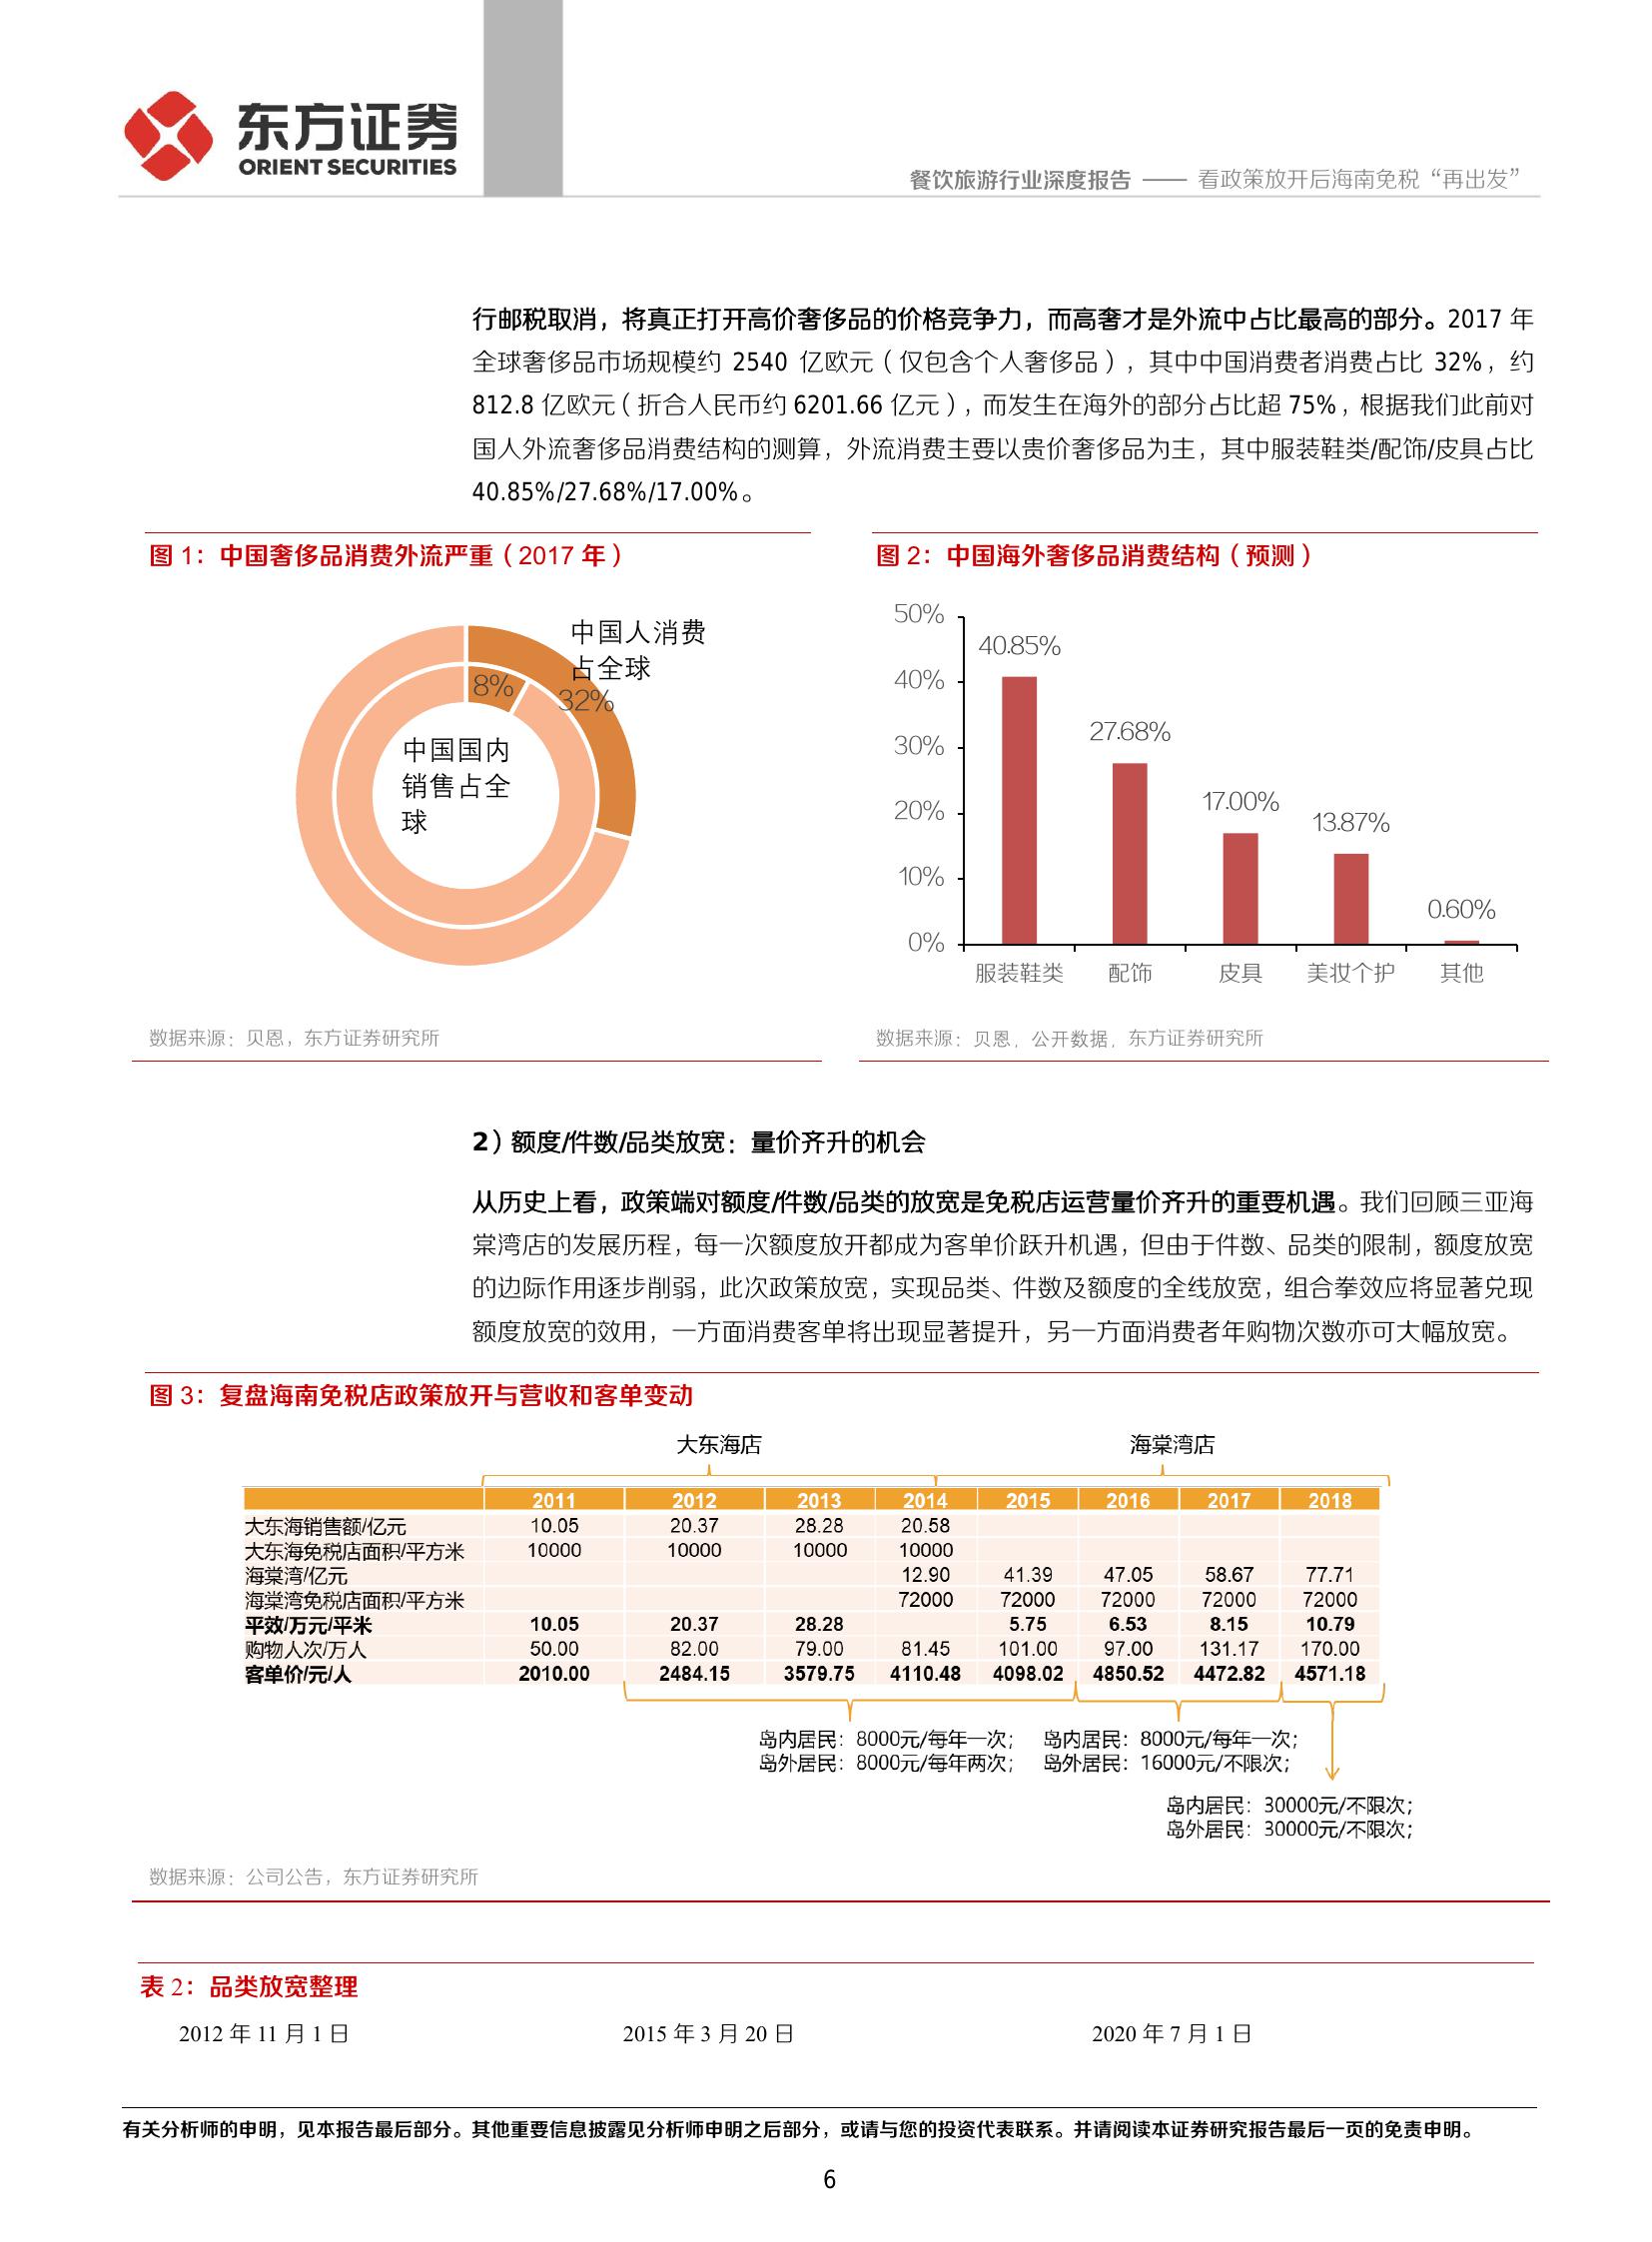 东方证券
ORIENT SECURITIES
餐饮旅游行业深度报告 —— 看政策放开后海南免税“再出发”
行邮税取消，将真正打开高价奢侈品的价格竞争力，而高奢才是外流中占比最高的部分。2017 年
全球奢侈品市场规模约 2540 亿欧元（仅包含个人奢侈品），其中中国消费者消费占比 32%，约
812.8 亿欧元（折合人民币约 6201.66 亿元），而发生在海外的部分占比超 75%，根据我们此前对
国人外流奢侈品消费结构的测算，外流消费主要以贵价奢侈品为主，其中服装鞋类/配饰/皮具占比
40.85%/27.68%/17.00%。
图 1：中国奢侈品消费外流严重（2017 年）
中国人消费
占全球
32%
8%
中国国内
销售占全
球
数据来源：贝恩，东方证券研究所
图 2：中国海外奢侈品消费结构（预测）
50%
40%
30%
20%
10%
0%
40.85%
27.68%
17.00%
13.87%
0.60%
服装鞋类 配饰 皮具 美妆个护 其他
数据来源：贝恩，公开数据，东方证券研究所
2）额度/件数/品类放宽：量价齐升的机会
从历史上看，政策端对额度/件数/品类的放宽是免税店运营量价齐升的重要机遇。我们回顾三亚海
棠湾店的发展历程，每一次额度放开都成为客单价跃升机遇，但由于件数、品类的限制，额度放宽
的边际作用逐步削弱，此次政策放宽，实现品类、件数及额度的全线放宽，组合拳效应将显著兑现
额度放宽的效用，一方面消费客单将出现显著提升，另一方面消费者年购物次数亦可大幅放宽。
图 3：复盘海南免税店政策放开与营收和客单变动
大东海店 海棠湾店
2011 2012 2013 2014 2015 2016 2017 2018
大东海销售额/亿元 10.05 20.37 28.28 20.58
大东海免税店面积/平方米 10000 10000 10000 10000
海棠湾/亿元 12.90 41.39 47.05 58.67 77.71
海棠湾免税店面积/平方米 72000 72000 72000 72000 72000
平效/万元/平米 10.05 20.37 28.28 5.75 6.53 8.15 10.79
购物人次/万人 50.00 82.00 79.00 81.45 101.00 97.00 131.17 170.00
客单价/元/人 2010.00 2484.15 3579.75 4110.48 4098.02 4850.52 4472.82 4571.18
岛内居民：8000元/每年一次； 岛内居民：8000元/每年一次；
岛外居民：8000元/每年两次； 岛外居民：16000元/不限次；
岛内居民：30000元/不限次；
岛外居民：30000元/不限次；
数据来源：公司公告，东方证券研究所
表 2：品类放宽整理
2012 年 11 月 1 日 2015 年 3 月 20 日 2020 年 7 月 1 日
有关分析师的申明，见本报告最后部分。其他重要信息披露见分析师申明之后部分，或请与您的投资代表联系。并请阅读本证券研究报告最后一页的免责申明。
6